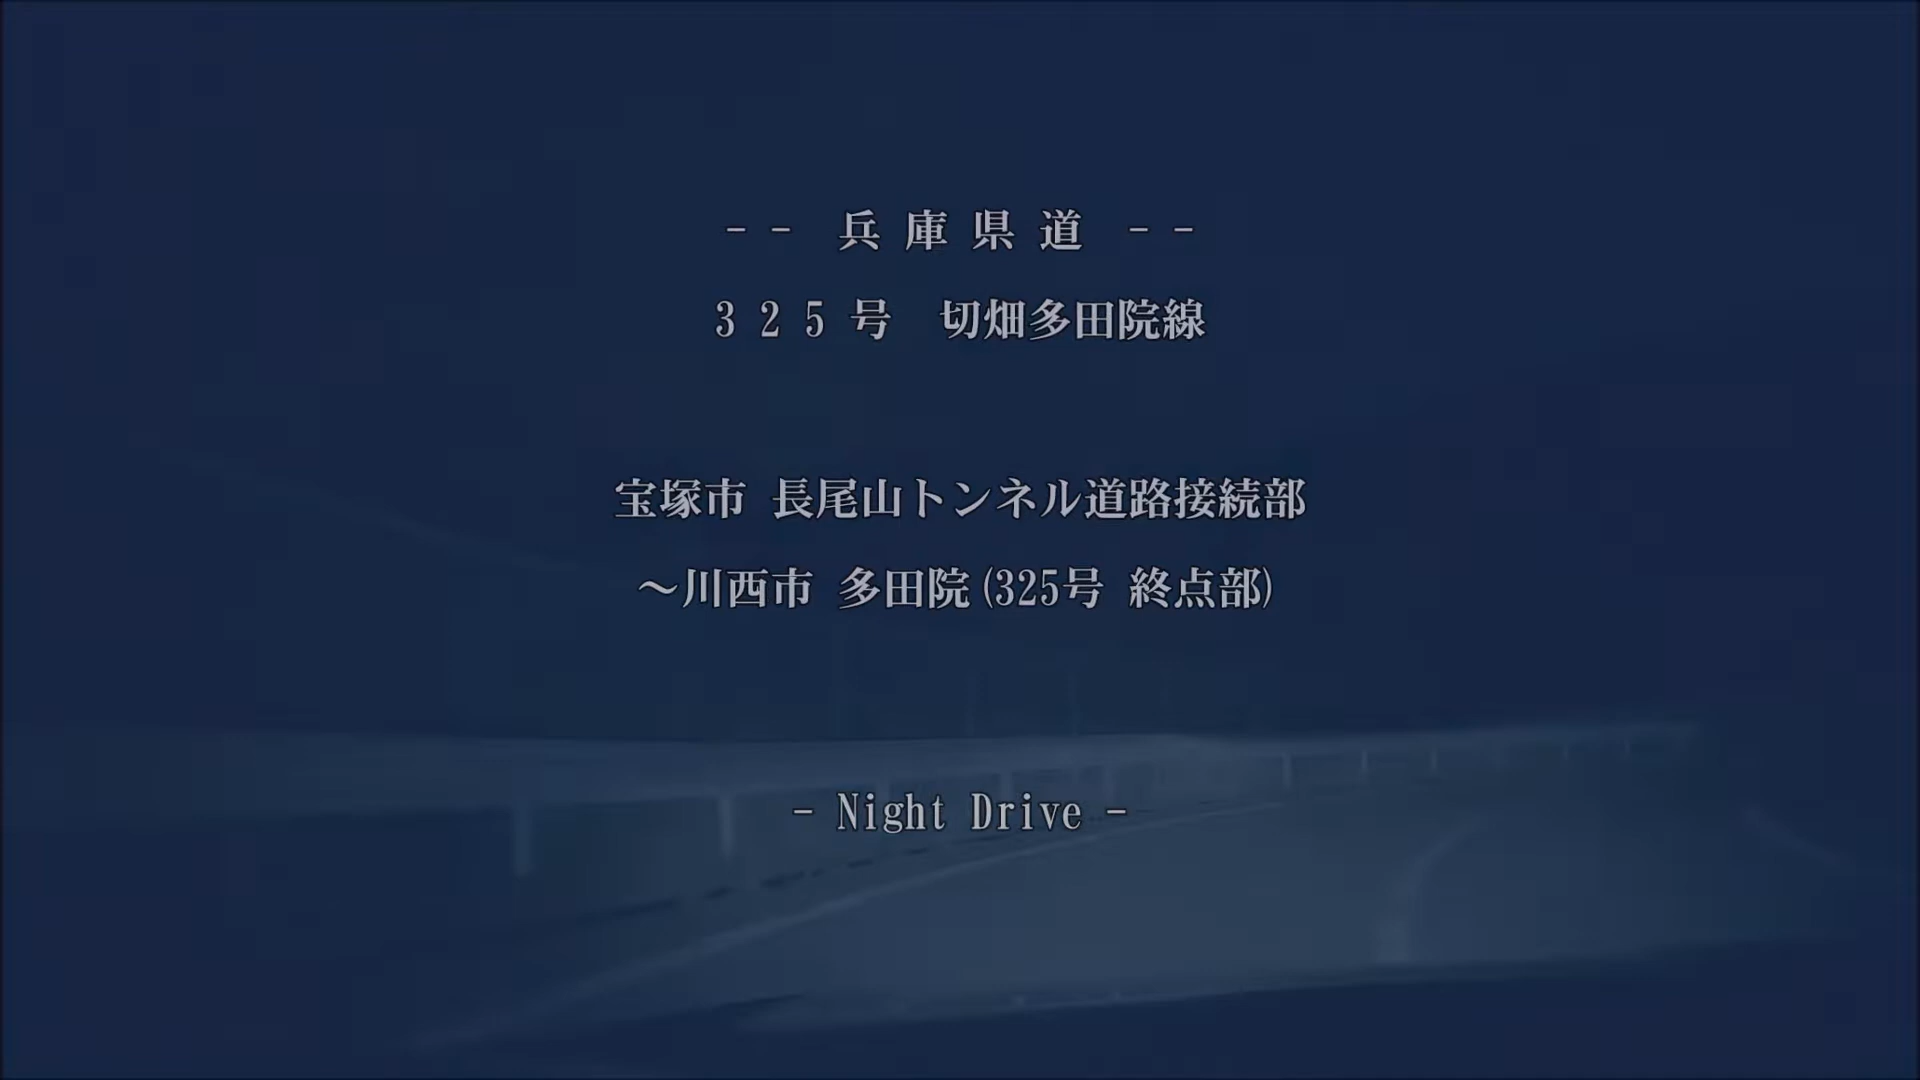 -- 兵庫県道 --
３２５号　切畑多田院線
宝塚市 長尾山トンネル道路接続部
～川西市 多田院(325号 終点部)
- Night Drive -